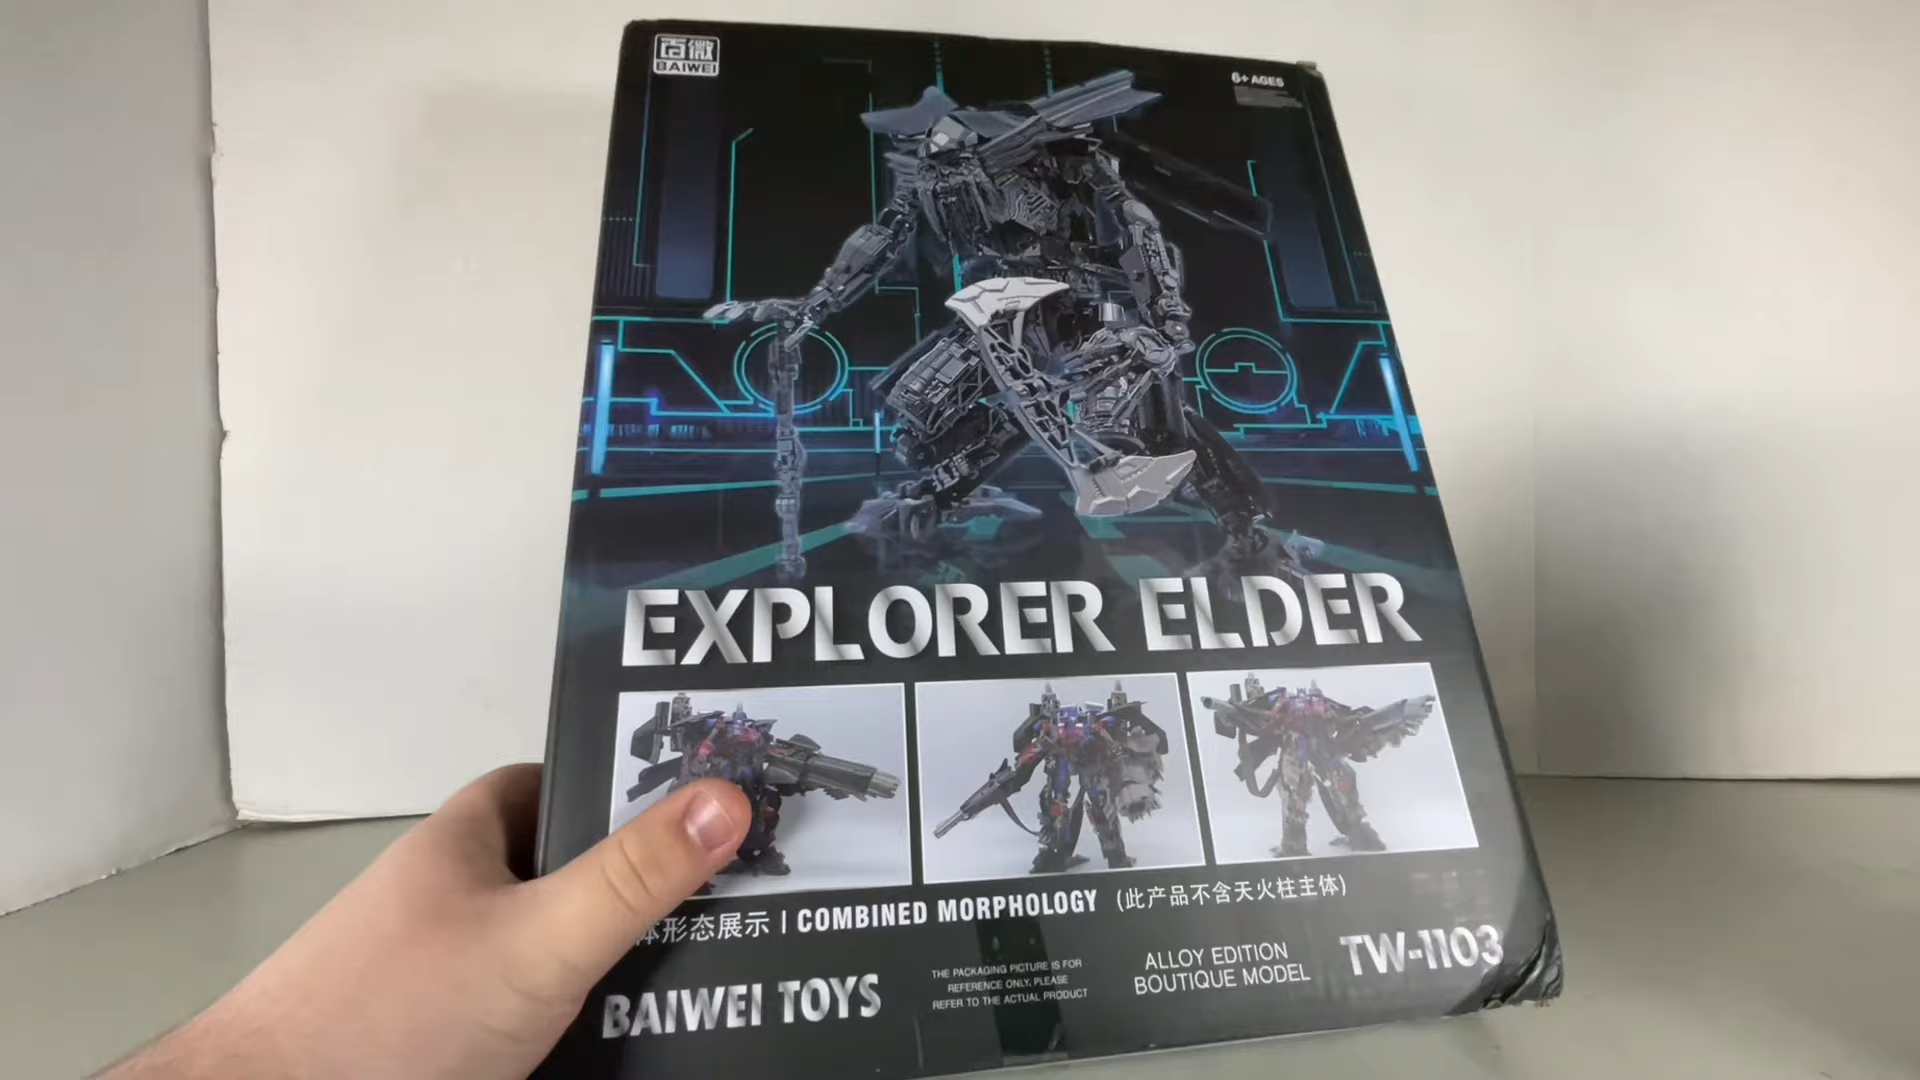 百微
BAIWEI
6+ AGES
EXPLORER ELDER
体形态展示 | COMBINED MORPHOLOGY (此产品不含天火柱主体)
BAIWEI TOYS
THE PACKAGING PICTURE IS FOR
REFERENCE ONLY, PLEASE
REFER TO THE ACTUAL PRODUCT
ALLOY EDITION
BOUTIQUE MODEL
TW-1103